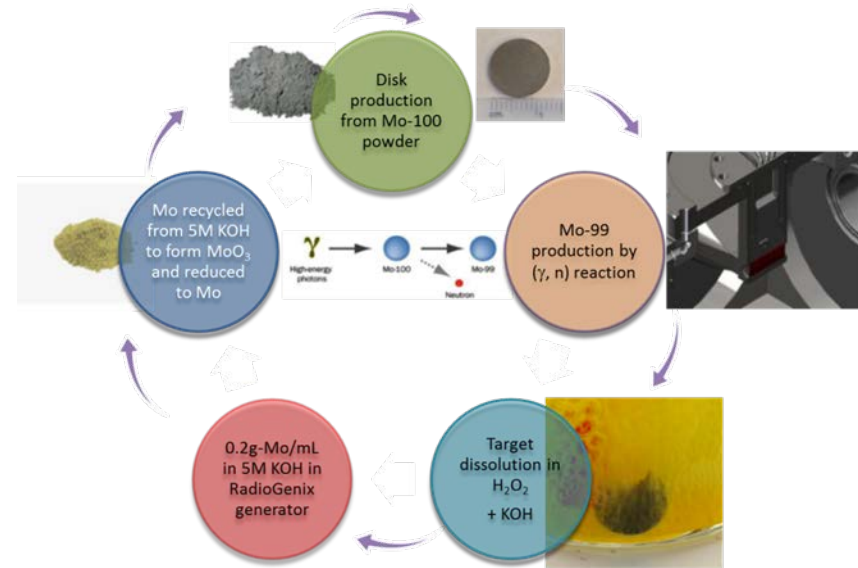 Disk
production
from Mo-100
powder
cm
1
Mo-99
production by
(γ, n) reaction
Target
dissolution in
H₂O₂
+ KOH
0.2g-Mo/mL
in 5M KOH in
RadioGenix
generator
Mo recycled
from 5M KOH
to form MoO₃
and reduced
to Mo
γ
High-energy
photons
Mo-100
Mo-99
Neutron